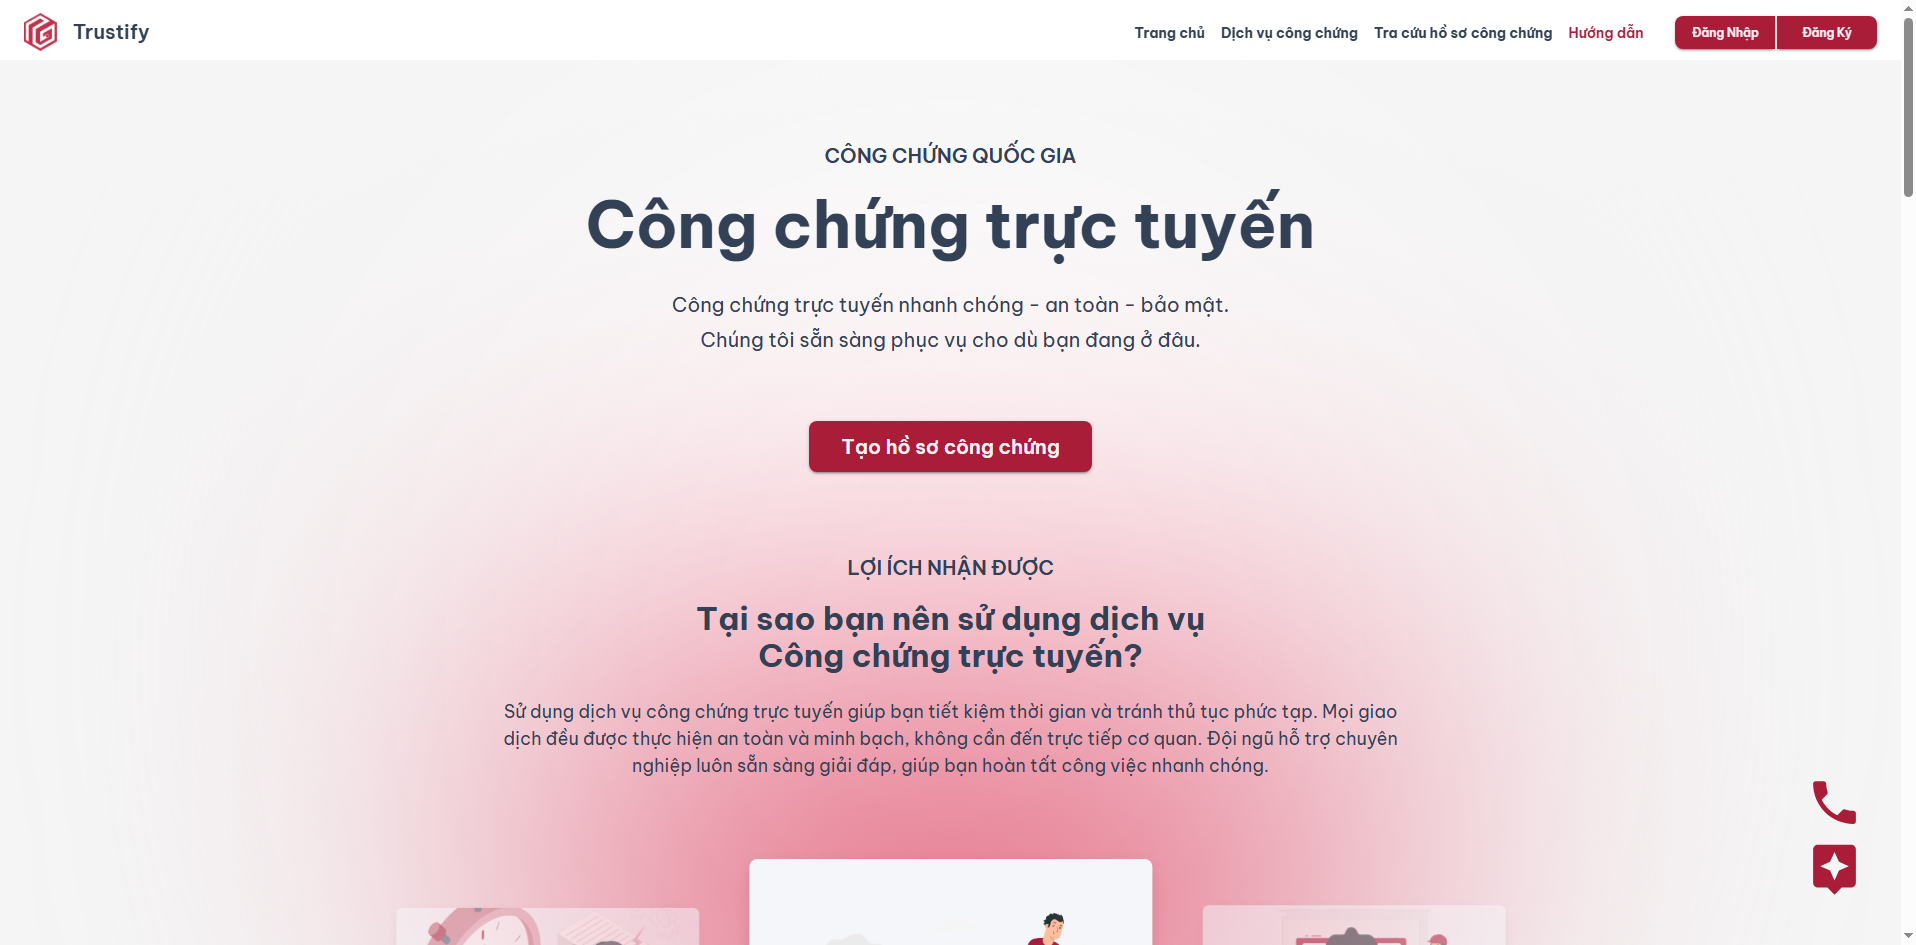 Trustify
Trang chủ
Dịch vụ công chứng
Tra cứu hồ sơ công chứng
Hướng dẫn
Đăng Nhập
Đăng Ký
CÔNG CHỨNG QUỐC GIA
Công chứng trực tuyến
Công chứng trực tuyến nhanh chóng - an toàn - bảo mật.
Chúng tôi sẵn sàng phục vụ cho dù bạn đang ở đâu.
Tạo hồ sơ công chứng
LỢI ÍCH NHẬN ĐƯỢC
Tại sao bạn nên sử dụng dịch vụ
Công chứng trực tuyến?
Sử dụng dịch vụ công chứng trực tuyến giúp bạn tiết kiệm thời gian và tránh thủ tục phức tạp. Mọi giao
dịch đều được thực hiện an toàn và minh bạch, không cần đến trực tiếp cơ quan. Đội ngũ hỗ trợ chuyên
nghiệp luôn sẵn sàng giải đáp, giúp bạn hoàn tất công việc nhanh chóng.